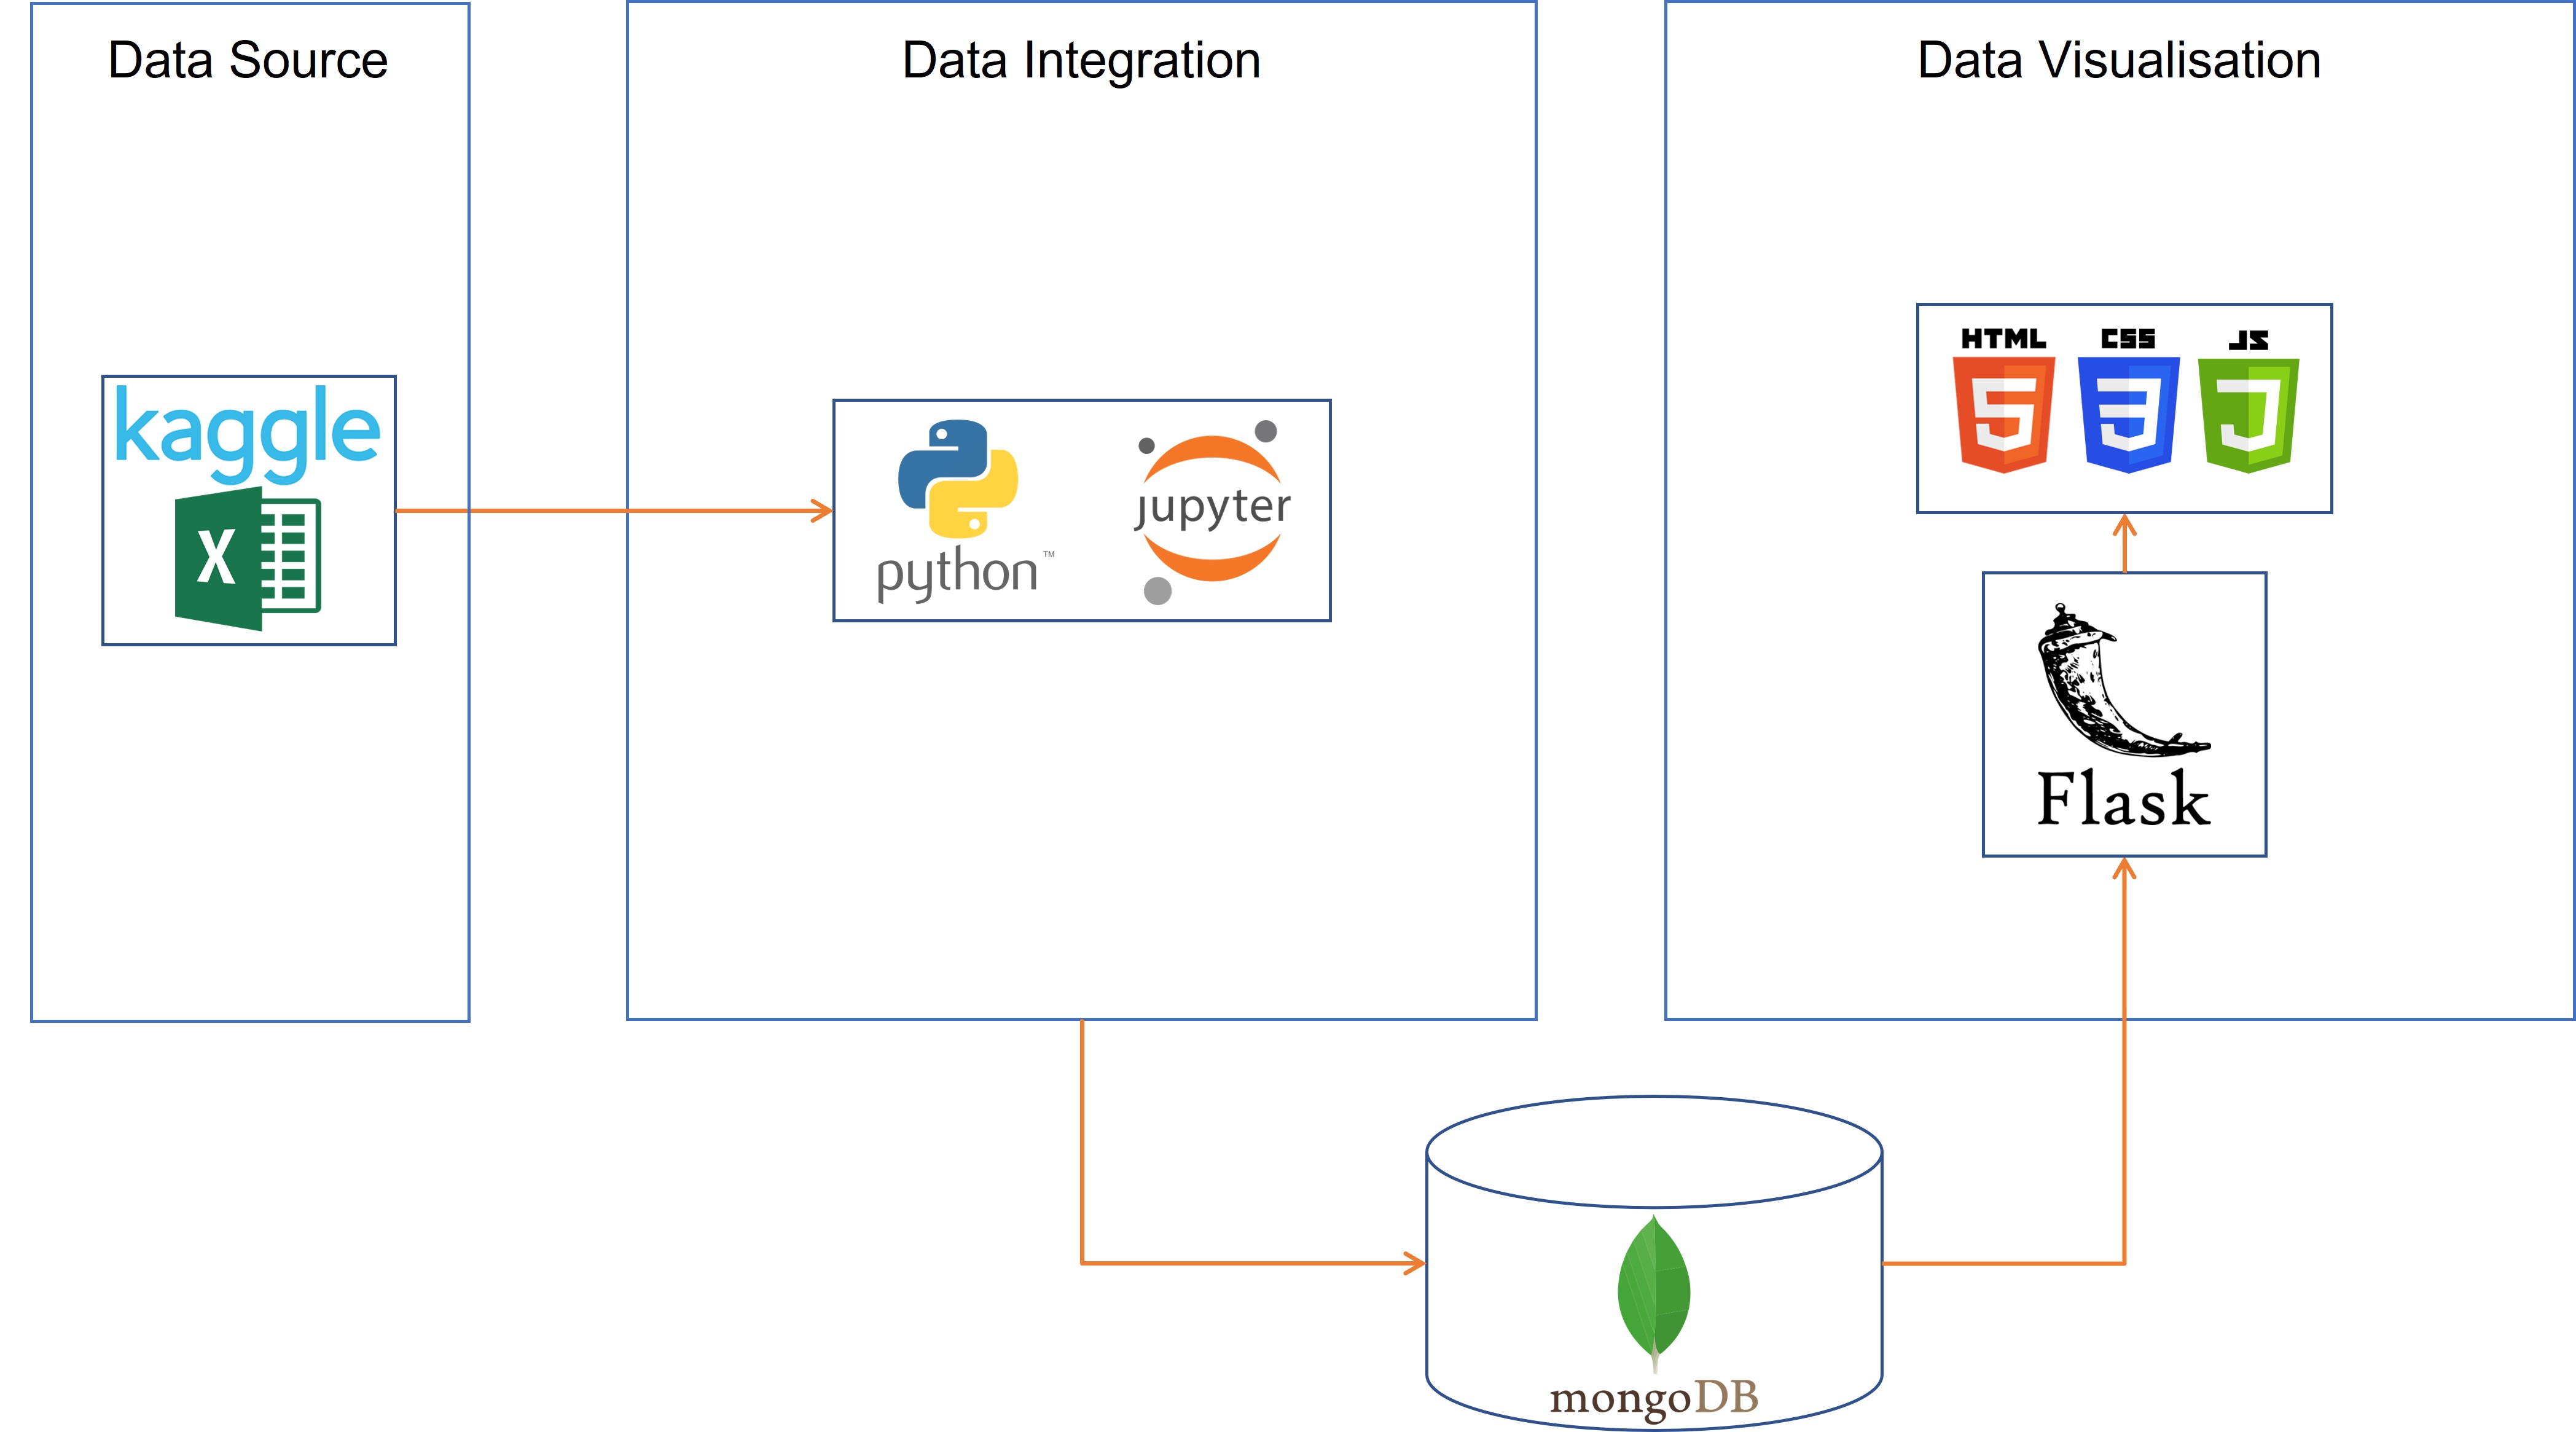 Data Source
kaggle
X
Data Integration
python™
jupyter
Data Visualisation
HTML CSS JS
5 3 J
Flask
mongoDB